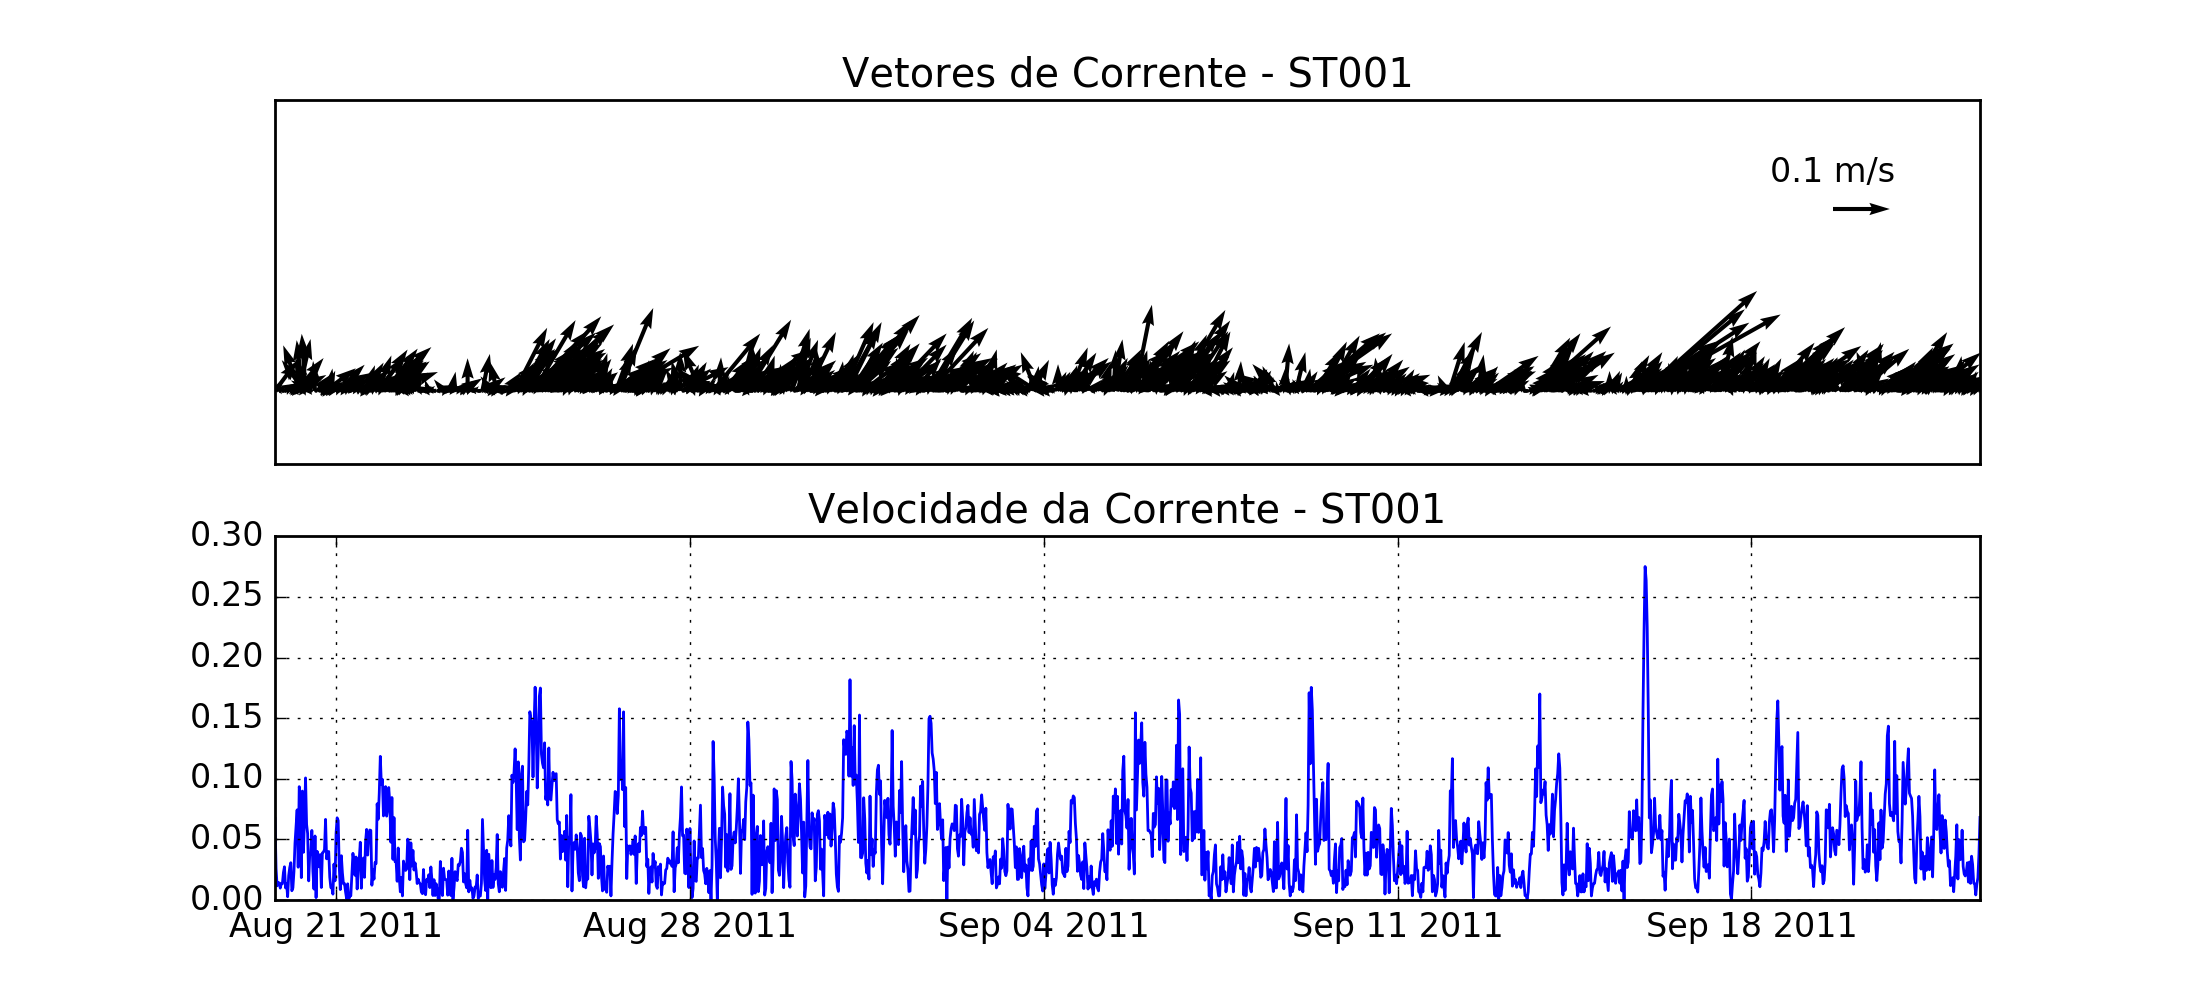 Vetores de Corrente - ST001
0.1 m/s
Velocidade da Corrente - ST001
0.30
0.25
0.20
0.15
0.10
0.05
0.00
Aug 21 2011 Aug 28 2011 Sep 04 2011 Sep 11 2011 Sep 18 2011